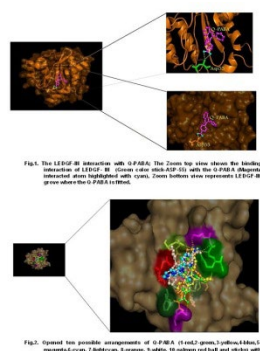 Q-PABA
Q-PABA
Fig.1. The LEDGF-III interaction with Q-PABA; The Zoom top view shows the binding
interaction of LEDGF- III (Green color stick-ASP-55) with the Q-PABA (Magenta
interacted atom highlighted with cyan), Zoom bottom view represents LEDGF-III
grove where the Q-PABA is fitted.
Fig.2. Opened ten possible arrangements of Q-PABA (1-red,2-green,3-yellow,4-blue,5-
magenta,6-cyan, 7-lightcyan, 8-orange, 9-white, 10-salmon red ball and sticks) with